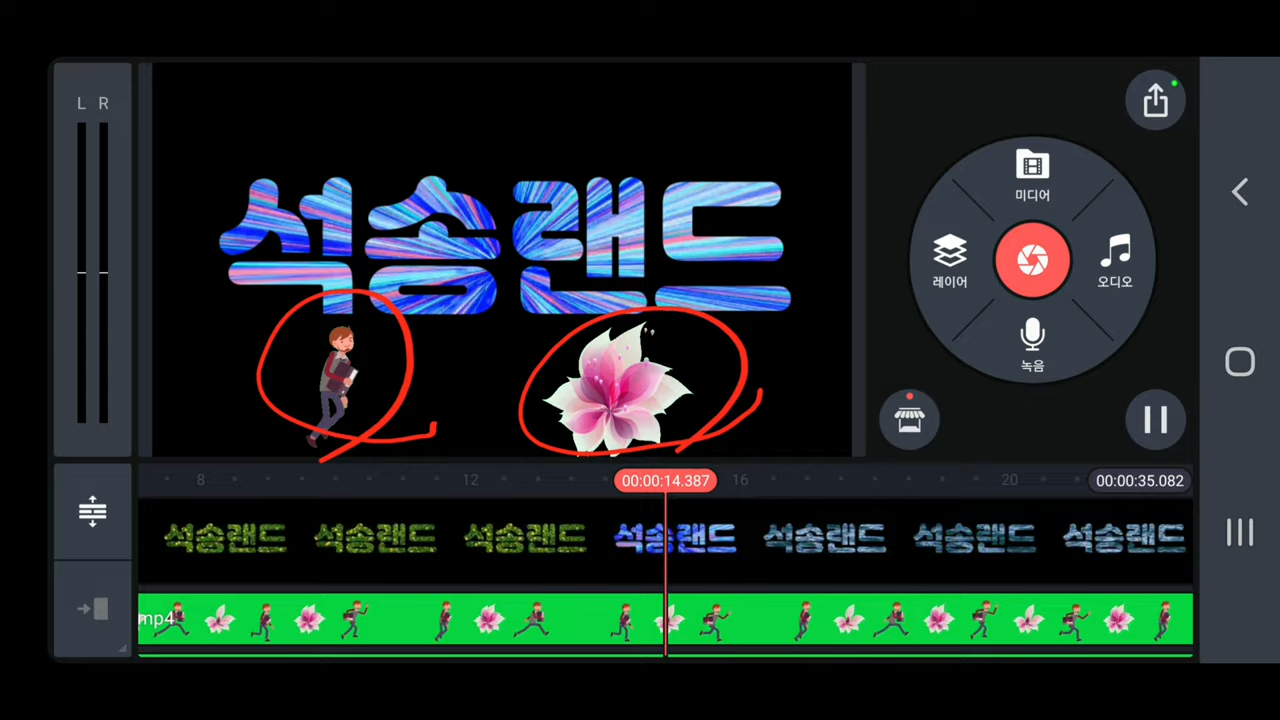 L R
석송랜드
미디어
레이어
오디오
녹음
8 12 00:00:14.387 16 20 00:00:35.082
석송랜드 석송랜드 석송랜드 석송랜드 석송랜드 석송랜드 석송랜드
mp4